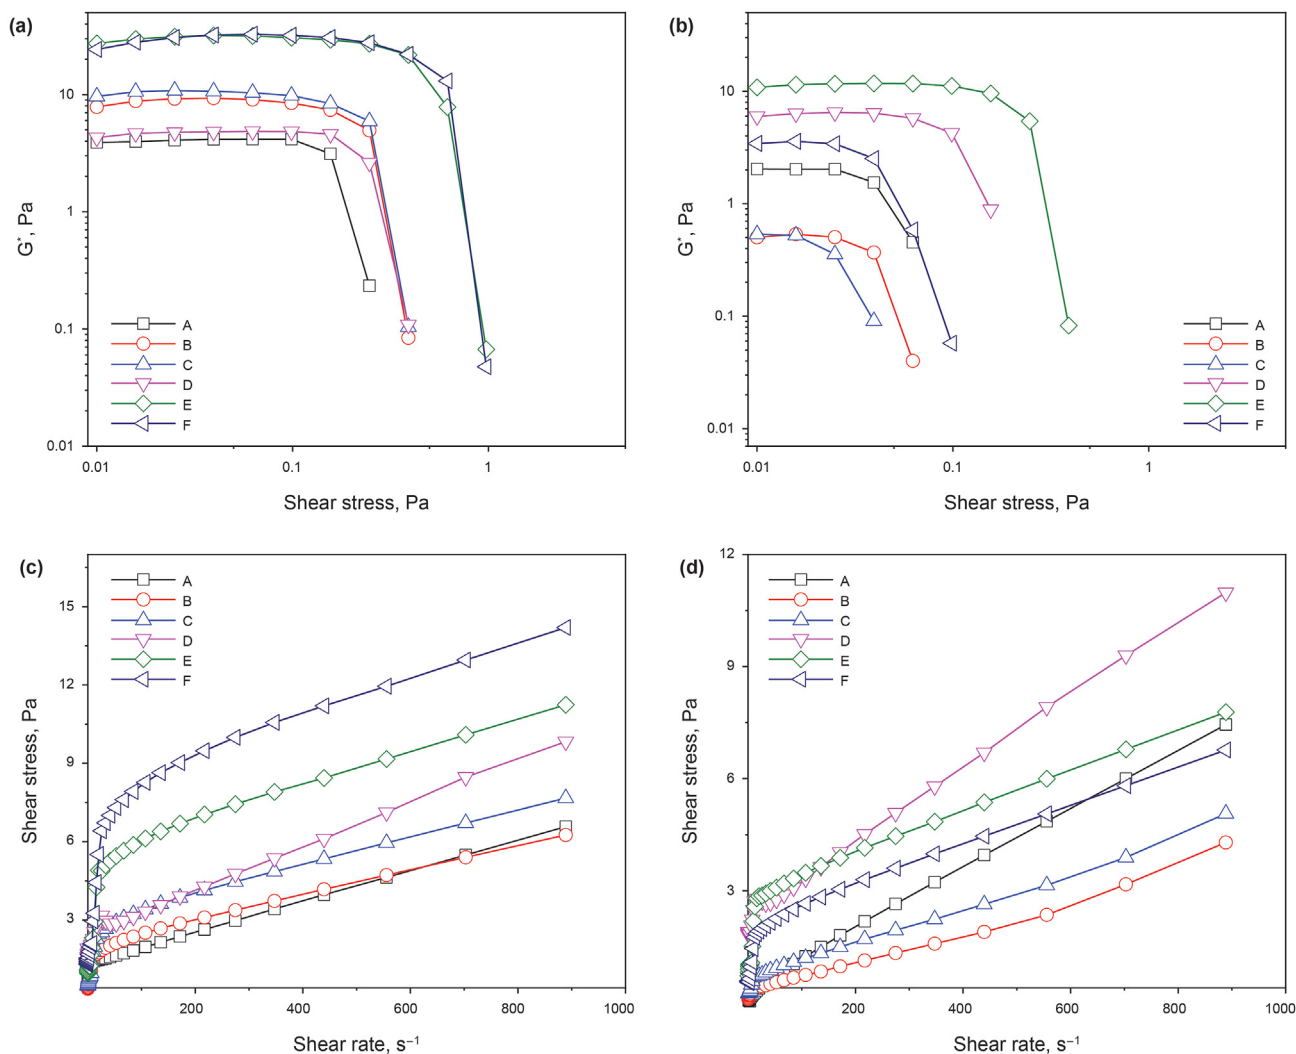 (a)
10
1
0.1
0.01
G*, Pa
A
B
C
D
E
F
0.01
0.1
1
Shear stress, Pa
(b)
10
1
0.1
0.01
G*, Pa
A
B
C
D
E
F
0.01
0.1
1
Shear stress, Pa
(c)
15
12
9
6
3
Shear stress, Pa
A
B
C
D
E
F
200
400
600
800
1000
Shear rate, s⁻¹
(d)
12
9
6
3
Shear stress, Pa
A
B
C
D
E
F
200
400
600
800
1000
Shear rate, s⁻¹